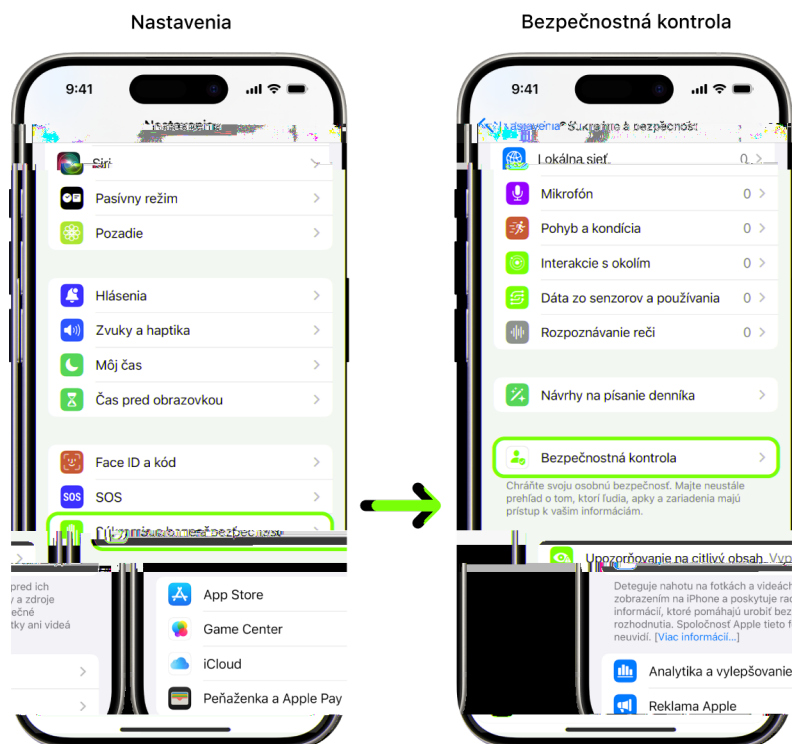 Nastavenia
9:41
Siri
Pasívny režim
Pozadie
Hlásenia
Zvuky a haptika
Môj čas
Čas pred obrazovkou
Face ID a kód
SOS
SOS
pred ich
y a zdroje
ečné
tky ani videá
App Store
Game Center
iCloud
Peňaženka a Apple Pay
Bezpečnostná kontrola
9:41
Lokálna sieť 0
Mikrofón 0
Pohyb a kondícia 0
Interakcie s okolím 0
Dáta zo senzorov a používania 0
Rozpoznávanie reči 0
Návrhy na písanie denníka
Bezpečnostná kontrola
Chráňte svoju osobnú bezpečnosť. Majte neustále
prehľad o tom, ktorí ľudia, apky a zariadenia majú
prístup k vašim informáciám.
Upozorňovanie na citlivý obsah Vyp
Deteguje nahotu na fotkách a videách
zobrazením na iPhone a poskytuje rad
informácií, ktoré pomáhajú urobiť bez
rozhodnutia. Spoločnosť Apple tieto f
neuvidí. [Viac informácií...]
Analytika a vylepšovanie
Reklama Apple